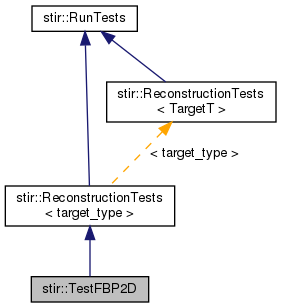 stir::RunTests
stir::ReconstructionTests
< TargetT >
< target_type >
stir::ReconstructionTests
< target_type >
stir::TestFBP2D